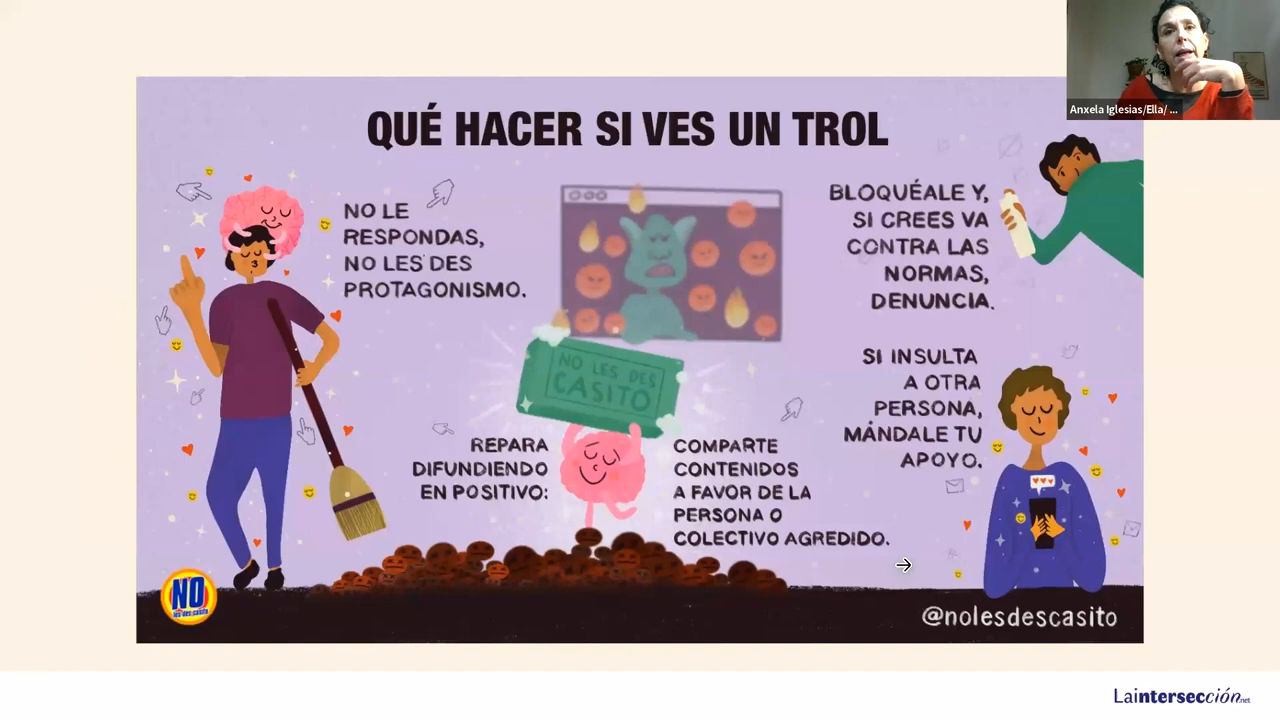 Anxela Iglesias/Ella/ ...
QUÉ HACER SI VES UN TROL
NO LE
RESPONDAS,
NO LES DES
PROTAGONISMO.
BLOQUÉALE Y,
SI CREES VA
CONTRA LAS
NORMAS,
DENUNCIA.
SI INSULTA
A OTRA
PERSONA,
MÁNDALE TU
APOYO.
NO LES DES
CASITO
REPARA
DIFUNDIENDO
EN POSITIVO:
COMPARTE
CONTENIDOS
A FAVOR DE LA
PERSONA O
COLECTIVO AGREDIDO.
NO
les des casito
@nolesdescasito
Laintersección.net